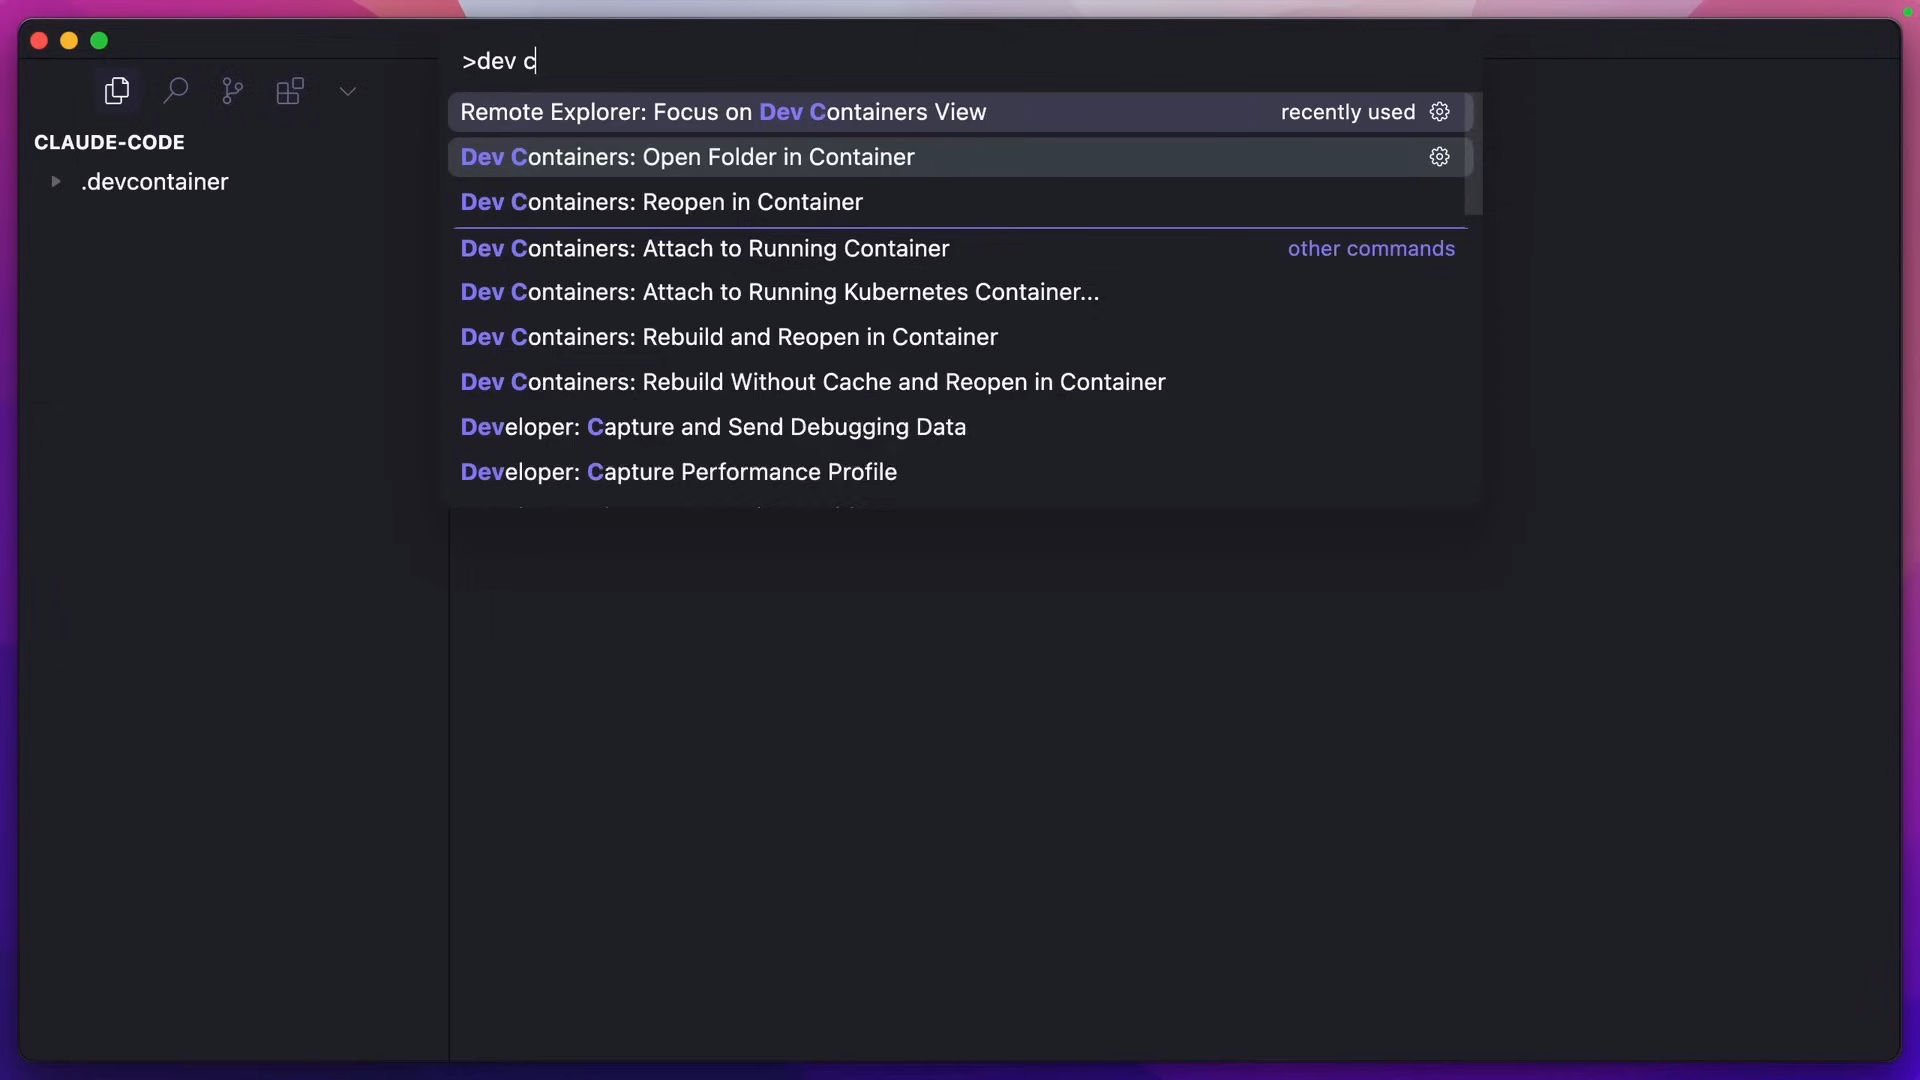 >dev c
Remote Explorer: Focus on Dev Containers View recently used
Dev Containers: Open Folder in Container
Dev Containers: Reopen in Container
Dev Containers: Attach to Running Container other commands
Dev Containers: Attach to Running Kubernetes Container...
Dev Containers: Rebuild and Reopen in Container
Dev Containers: Rebuild Without Cache and Reopen in Container
Developer: Capture and Send Debugging Data
Developer: Capture Performance Profile
CLAUDE-CODE
.devcontainer